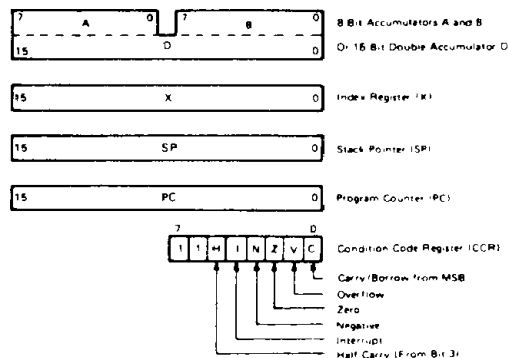 7 A 0 7 B 0 8 Bit Accumulators A and B
15 D 0 Or 16 Bit Double Accumulator D
15 X 0 Index Register (X)
15 SP 0 Stack Pointer (SP)
15 PC 0 Program Counter (PC)
7 0
1 1 H I N Z V C Condition Code Register (CCR)
Carry/Borrow from MSB
Overflow
Zero
Negative
Interrupt
Half Carry (From Bit 3)